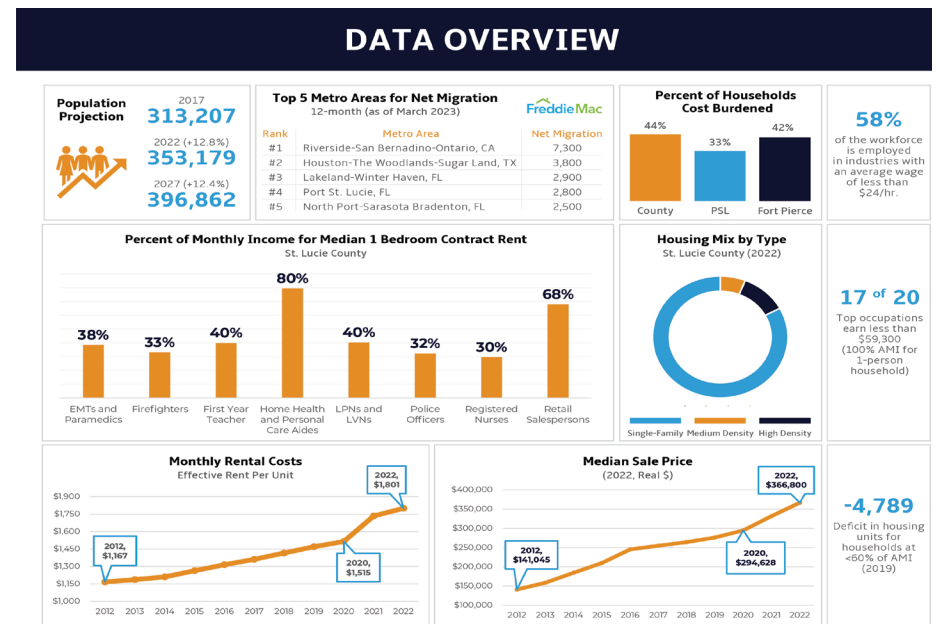 DATA OVERVIEW
Population
Projection
2017
313,207
2022 (+12.8%)
353,179
2027 (+12.4%)
396,862
Top 5 Metro Areas for Net Migration
12-month (as of March 2023)
FreddieMac
Rank Metro Area Net Migration
#1 Riverside-San Bernadino-Ontario, CA 7,300
#2 Houston-The Woodlands-Sugar Land, TX 3,800
#3 Lakeland-Winter Haven, FL 2,900
#4 Port St. Lucie, FL 2,800
#5 North Port-Sarasota Bradenton, FL 2,500
Percent of Households
Cost Burdened
44% 33% 42%
County PSL Fort Pierce
58%
of the workforce
is employed
in industries with
an average wage
of less than
$24/hr.
Percent of Monthly Income for Median 1 Bedroom Contract Rent
St. Lucie County
38% 33% 40% 80% 40% 32% 30% 68%
EMTs and
Paramedics
Firefighters
First Year
Teacher
Home Health
and Personal
Care Aides
LPNs and
LVNs
Police
Officers
Registered
Nurses
Retail
Salespersons
Housing Mix by Type
St. Lucie County (2022)
Single-Family Medium Density High Density
17 of 20
Top occupations
earn less than
$59,300
(100% AMI for
1-person
household)
Monthly Rental Costs
Effective Rent Per Unit
$1,900
$1,750
$1,600
$1,450
$1,300
$1,150
$1,000
2012,
$1,167
2020,
$1,515
2022,
$1,801
2012 2013 2014 2015 2016 2017 2018 2019 2020 2021 2022
Median Sale Price
(2022, Real $)
$400,000
$350,000
$300,000
$250,000
$200,000
$150,000
$100,000
2012,
$141,045
2020,
$294,628
2022,
$366,800
2012 2013 2014 2015 2016 2017 2018 2019 2020 2021 2022
-4,789
Deficit in housing
units for
households at
<60% of AMI
(2019)